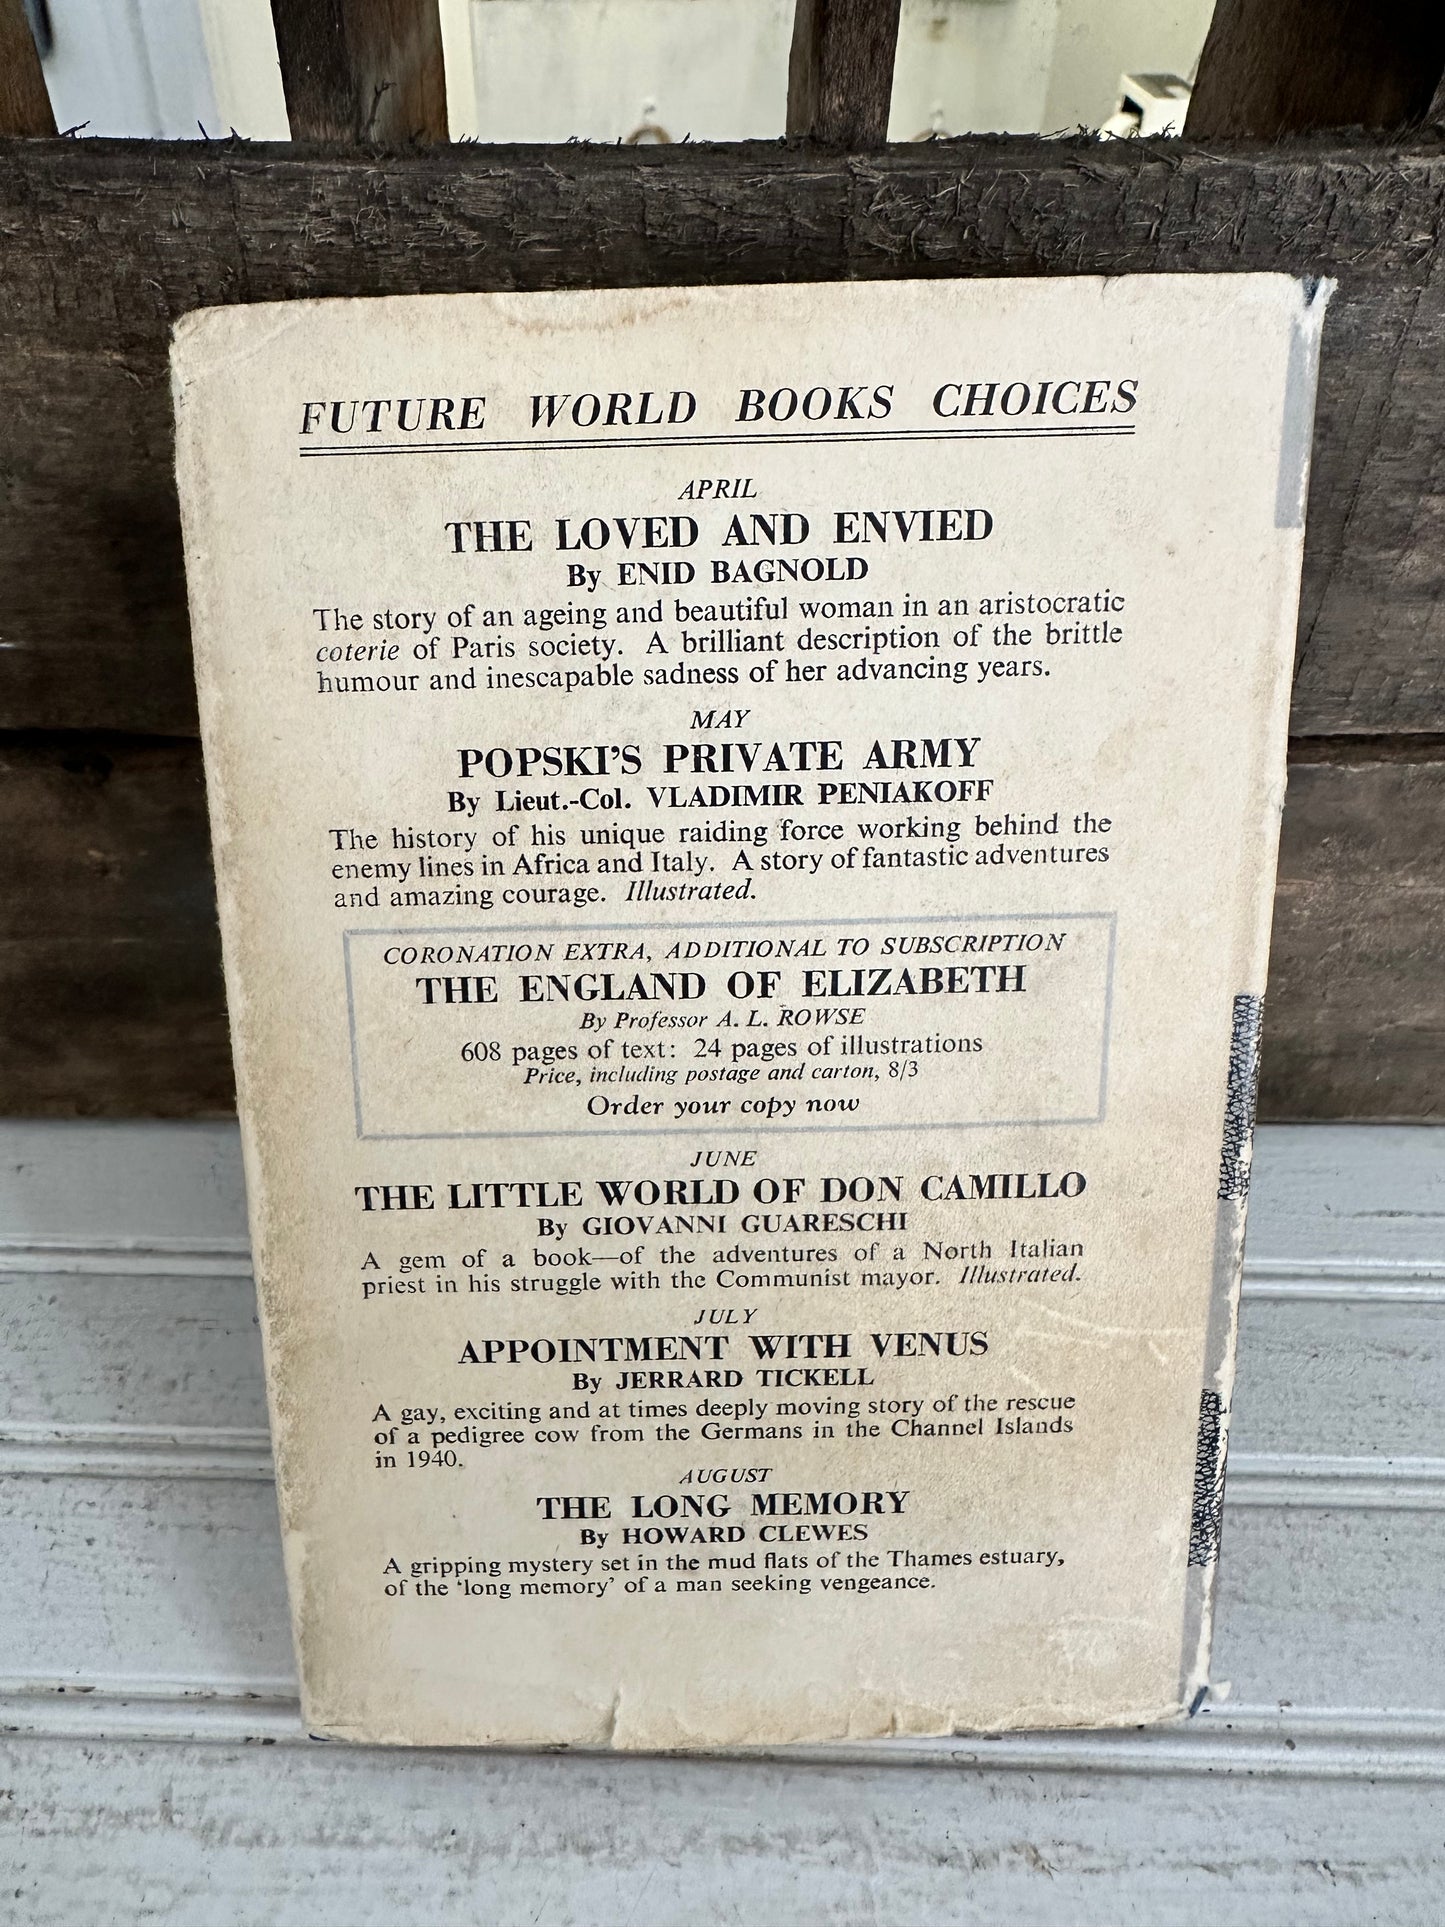 FUTURE WORLD BOOKS CHOICES
APRIL
THE LOVED AND ENVIED
By ENID BAGNOLD
The story of an ageing and beautiful woman in an aristocratic
coterie of Paris society. A brilliant description of the brittle
humour and inescapable sadness of her advancing years.
MAY
POPSKI'S PRIVATE ARMY
By Lieut.-Col. VLADIMIR PENIAKOFF
The history of his unique raiding force working behind the
enemy lines in Africa and Italy. A story of fantastic adventures
and amazing courage. Illustrated.
CORONATION EXTRA, ADDITIONAL TO SUBSCRIPTION
THE ENGLAND OF ELIZABETH
By Professor A. L. ROWSE
608 pages of text: 24 pages of illustrations
Price, including postage and carton, 8/3
Order your copy now
JUNE
THE LITTLE WORLD OF DON CAMILLO
By GIOVANNI GUARESCHI
A gem of a book—of the adventures of a North Italian
priest in his struggle with the Communist mayor. Illustrated.
JULY
APPOINTMENT WITH VENUS
By JERRARD TICKELL
A gay, exciting and at times deeply moving story of the rescue
of a pedigree cow from the Germans in the Channel Islands
in 1940.
AUGUST
THE LONG MEMORY
By HOWARD CLEWES
A gripping mystery set in the mud flats of the Thames estuary,
of the 'long memory' of a man seeking vengeance.